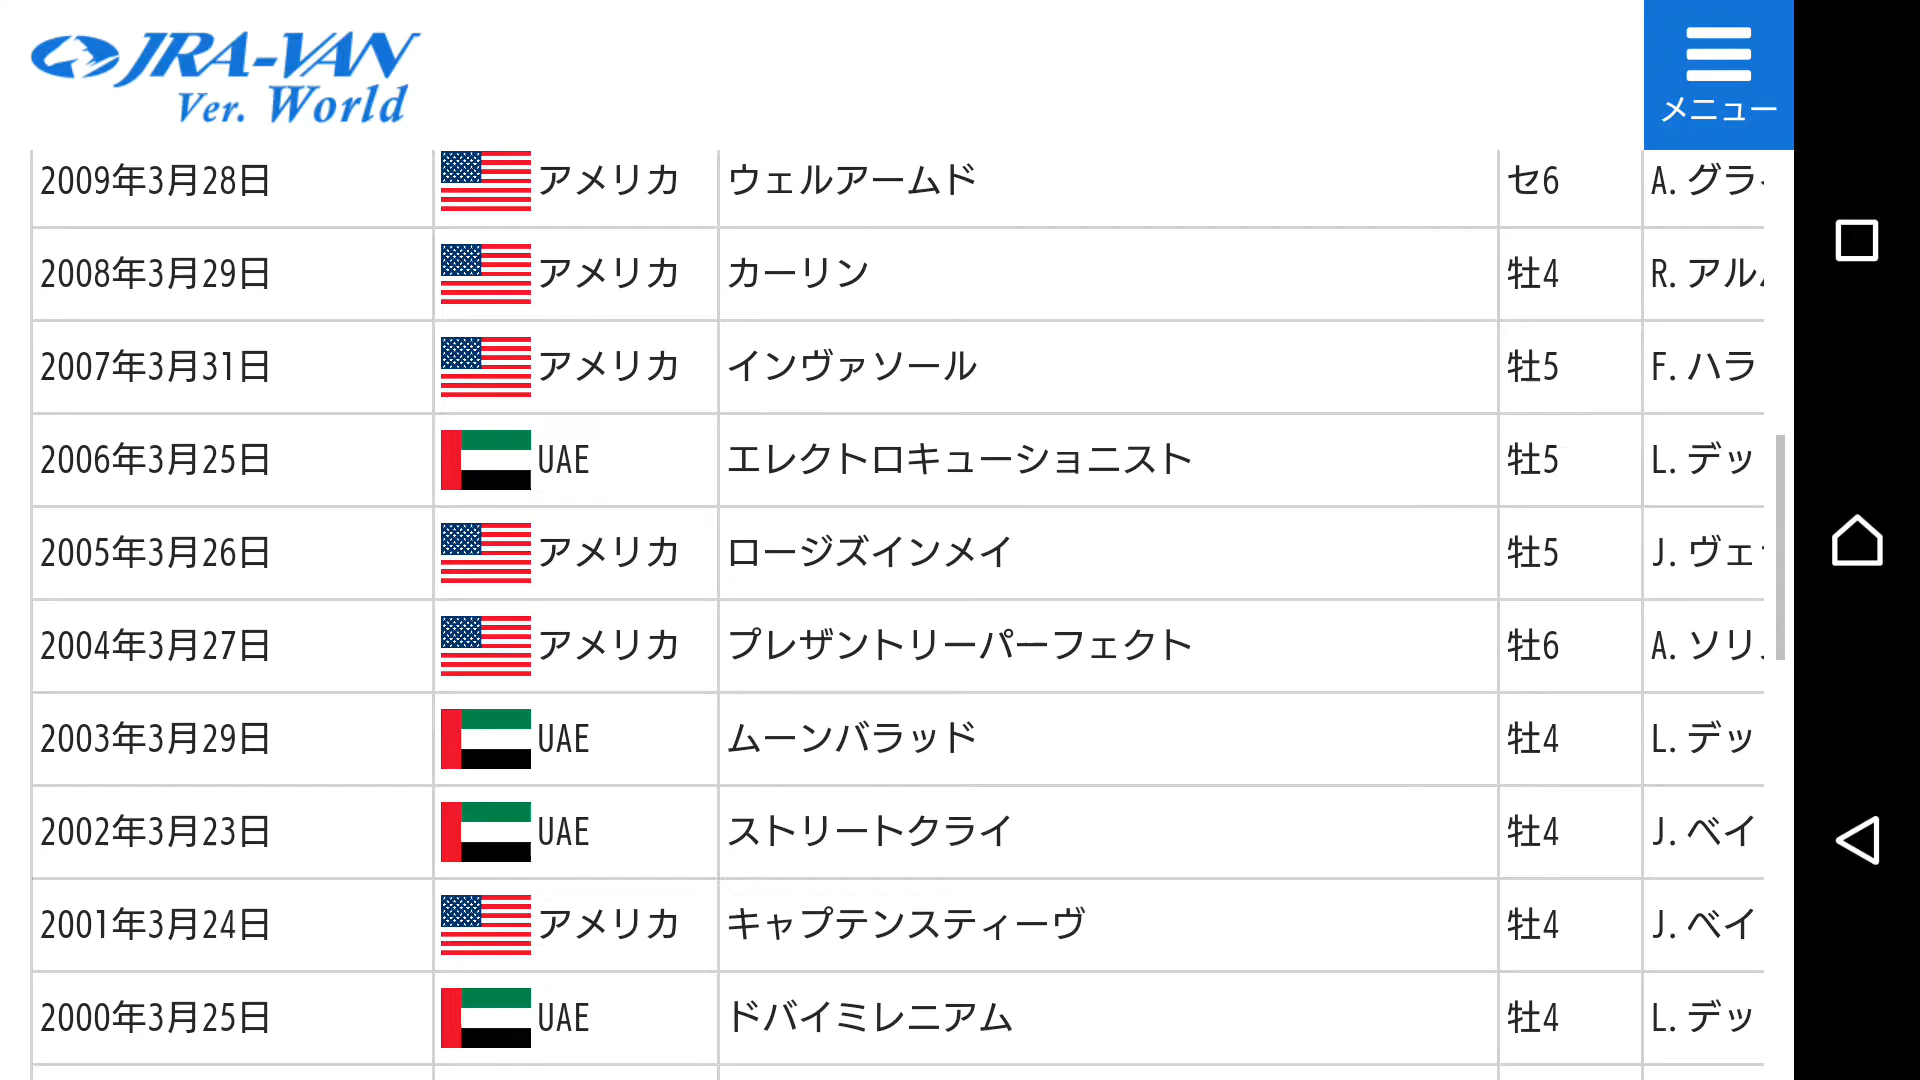 JRA-VAN
Ver. World
メニュー
2009年3月28日 アメリカ ウェルアームド セ6 A. グラ
2008年3月29日 アメリカ カーリン 牡4 R. アル
2007年3月31日 アメリカ インヴァソール 牡5 F. ハラ
2006年3月25日 UAE エレクトロキューショニスト 牡5 L. デッ
2005年3月26日 アメリカ ロージズインメイ 牡5 J. ヴェ
2004年3月27日 アメリカ プレザントリーパーフェクト 牡6 A. ソリ
2003年3月29日 UAE ムーンバラッド 牡4 L. デッ
2002年3月23日 UAE ストリートクライ 牡4 J. ベイ
2001年3月24日 アメリカ キャプテンスティーヴ 牡4 J. ベイ
2000年3月25日 UAE ドバイミレニアム 牡4 L. デッ